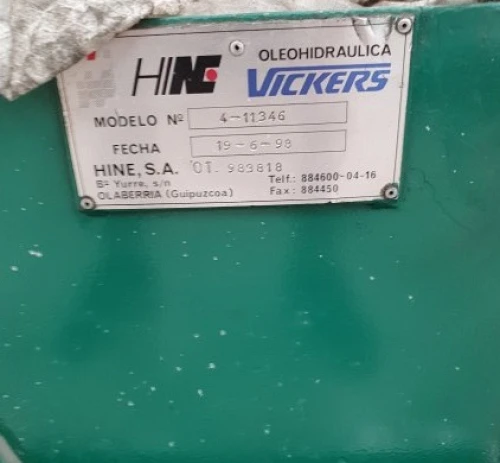 HINE OLEOHIDRAULICA
VICKERS
MODELO Nº 4-11346
FECHA 19-6-98
HINE, S.A. OT. 983818
Bº Yurre, s/n Telf.: 884600-04-16
OLABERRIA (Guipuzcoa) Fax.: 884450